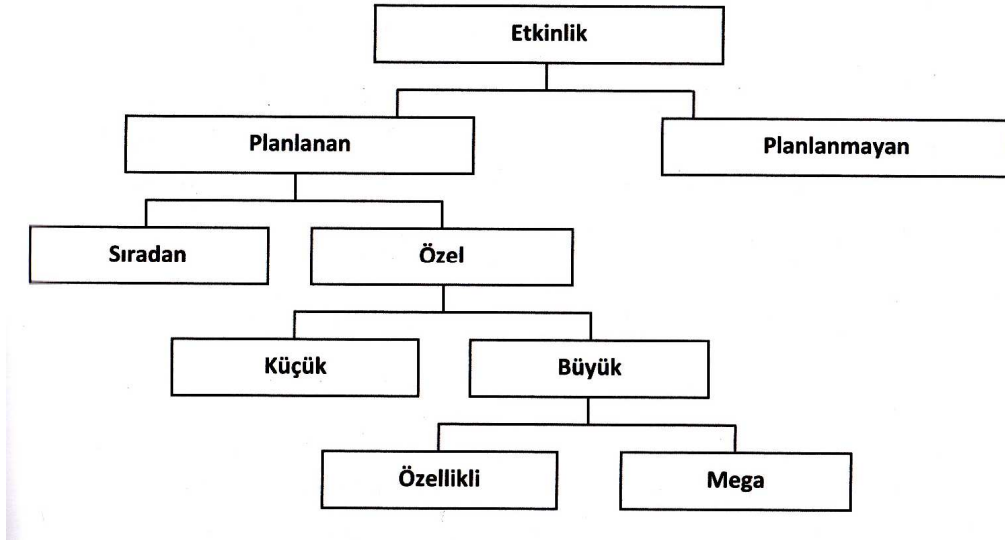 Etkinlik
Planlanan
Planlanmayan
Sıradan
Özel
Küçük
Büyük
Özellikli
Mega